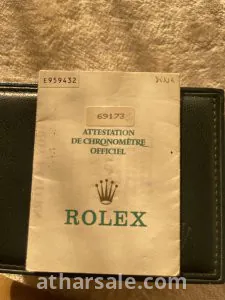 E959432
69173
ATTESTATION
DE CHRONOMÈTRE
OFFICIEL
ROLEX
atharsale.com